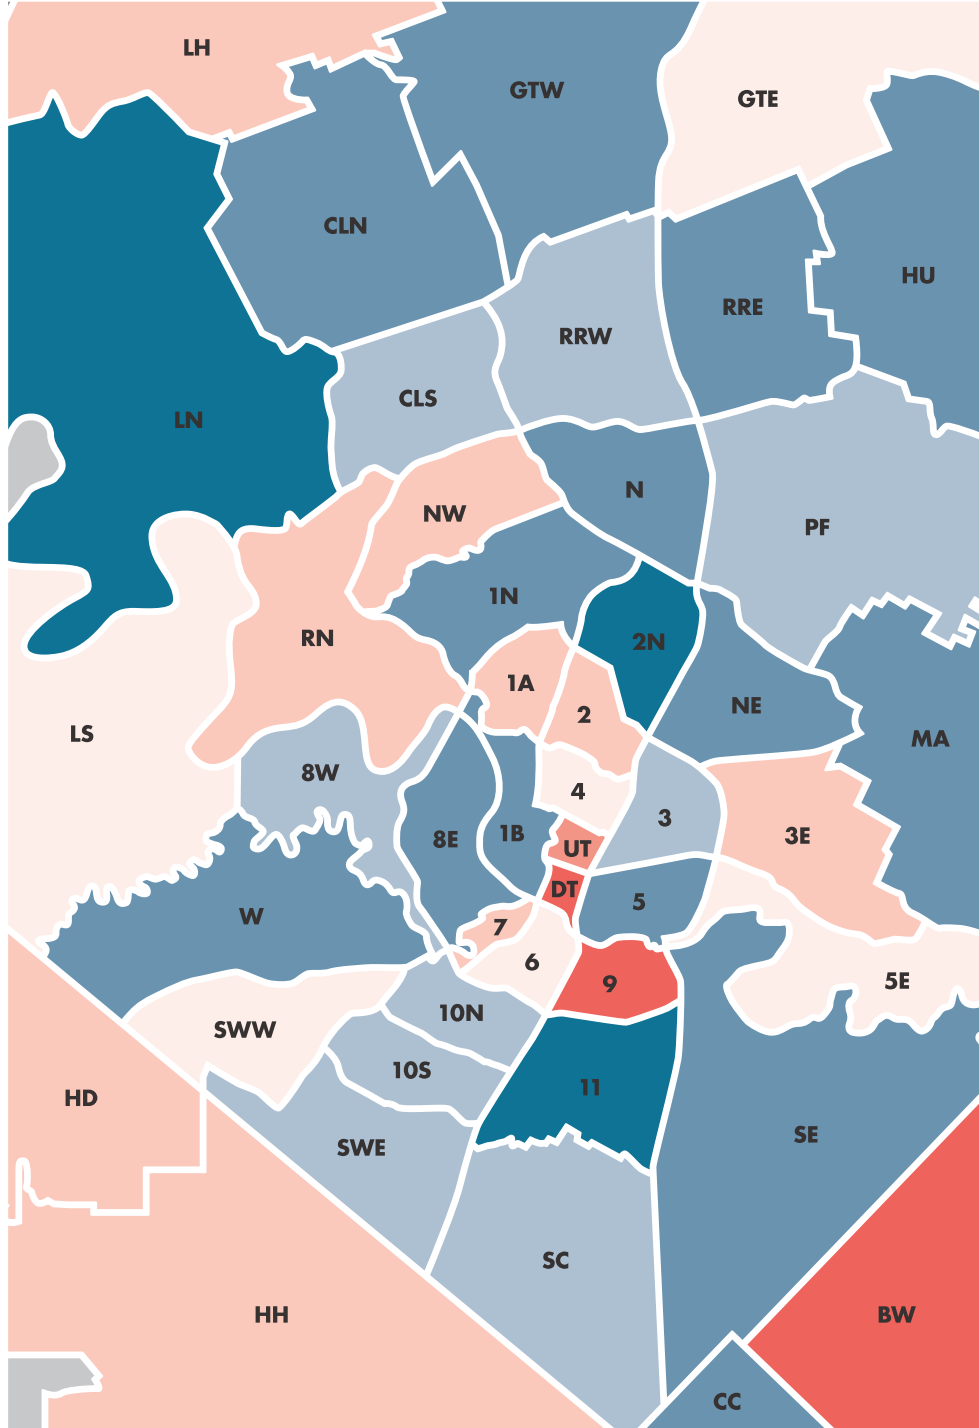 LH
GTW
GTE
CLN
HU
RRE
RRW
CLS
LN
N
NW
PF
1N
RN
2N
1A
NE
2
LS
MA
8W
4
3
1B
3E
8E
UT
DT
5
W
7
6
5E
9
10N
SWW
10S
11
HD
SE
SWE
SC
HH
BW
CC